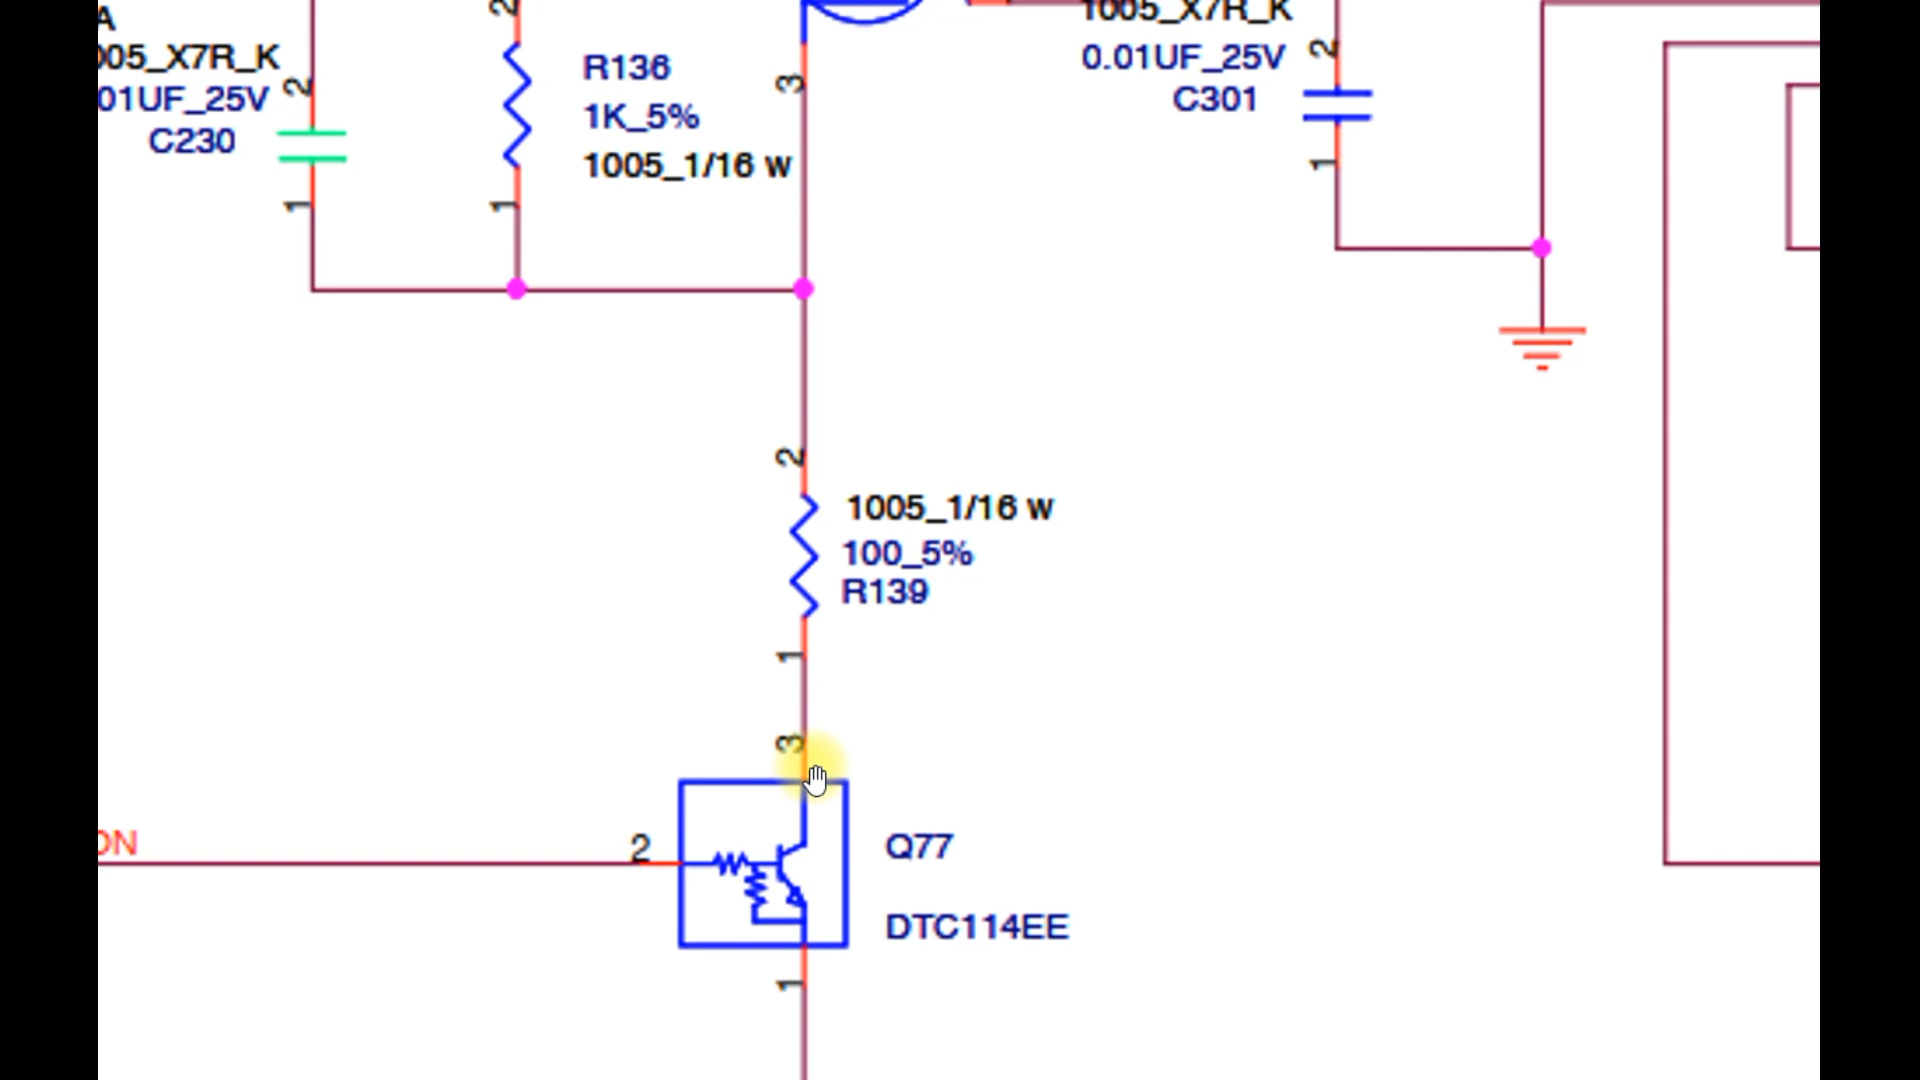 A
005_X7R_K
01UF_25V
C230
2
1
2
1
R136
1K_5%
1005_1/16 W
3
1005_X7R_K
0.01UF_25V
C301
2
1
2
1005_1/16 W
100_5%
R139
1
3
ON
2
Q77
DTC114EE
1